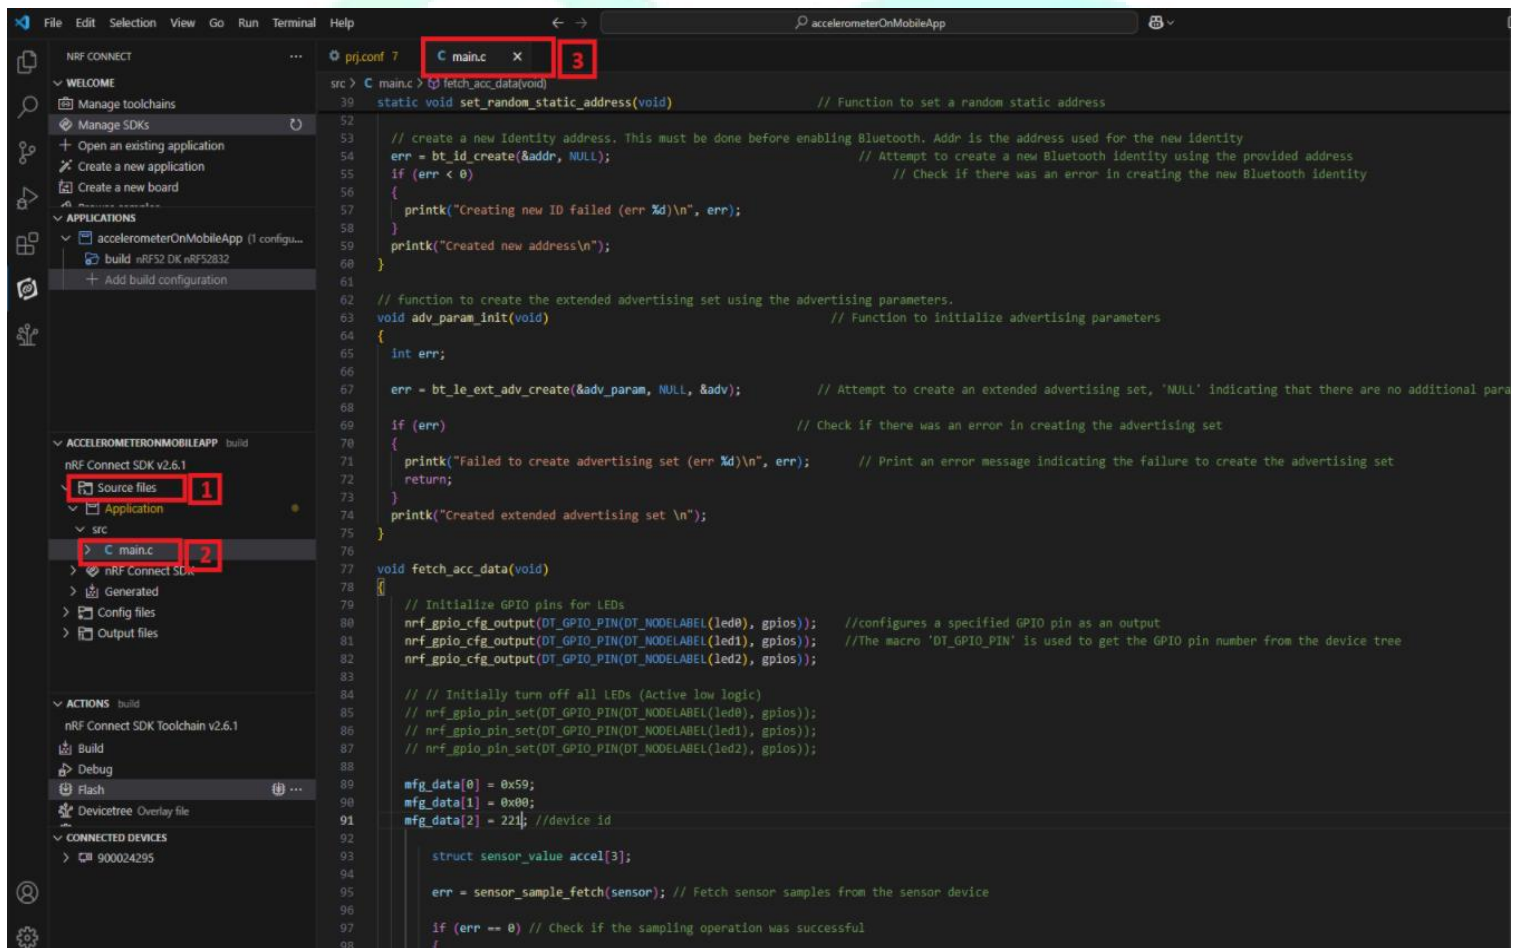 File Edit Selection View Go Run Terminal Help
accelerometerOnMobileApp
NRF CONNECT
WELCOME
Manage toolchains
Manage SDKs
Open an existing application
Create a new application
Create a new board
APPLICATIONS
accelerometerOnMobileApp (1 configu...
build nRF52 DK nRF52832
Add build configuration
ACCELEROMETERONMOBILEAPP build
nRF Connect SDK v2.6.1
Source files
1
Application
src
C main.c
2
nRF Connect SDK
Generated
Config files
Output files
ACTIONS build
nRF Connect SDK Toolchain v2.6.1
Build
Debug
Flash
Devicetree Overlay file
CONNECTED DEVICES
900024295
prj.conf 7
C main.c X
3
src > C main.c > fetch_acc_data(void)
39 static void set_random_static_address(void) // Function to set a random static address
52
53 // create a new Identity address. This must be done before enabling Bluetooth. Addr is the address used for the new identity
54 err = bt_id_create(&addr, NULL); // Attempt to create a new Bluetooth identity using the provided address
55 if (err < 0) // Check if there was an error in creating the new Bluetooth identity
56 {
57 printk("Creating new ID failed (err %d)\n", err);
58 }
59 printk("Created new address\n");
60 }
61
62 // function to create the extended advertising set using the advertising parameters.
63 void adv_param_init(void) // Function to initialize advertising parameters
64 {
65 int err;
66
67 err = bt_le_ext_adv_create(&adv_param, NULL, &adv); // Attempt to create an extended advertising set, 'NULL' indicating that there are no additional para
68
69 if (err) // Check if there was an error in creating the advertising set
70 {
71 printk("Failed to create advertising set (err %d)\n", err); // Print an error message indicating the failure to create the advertising set
72 return;
73 }
74 printk("Created extended advertising set \n");
75 }
76
77 void fetch_acc_data(void)
78 {
79 // Initialize GPIO pins for LEDs
80 nrf_gpio_cfg_output(DT_GPIO_PIN(DT_NODELABEL(led0), gpios)); //configures a specified GPIO pin as an output
81 nrf_gpio_cfg_output(DT_GPIO_PIN(DT_NODELABEL(led1), gpios)); //The macro 'DT_GPIO_PIN' is used to get the GPIO pin number from the device tree
82 nrf_gpio_cfg_output(DT_GPIO_PIN(DT_NODELABEL(led2), gpios));
83
84 // // Initially turn off all LEDs (Active low logic)
85 // nrf_gpio_pin_set(DT_GPIO_PIN(DT_NODELABEL(led0), gpios));
86 // nrf_gpio_pin_set(DT_GPIO_PIN(DT_NODELABEL(led1), gpios));
87 // nrf_gpio_pin_set(DT_GPIO_PIN(DT_NODELABEL(led2), gpios));
88
89 mfg_data[0] = 0x59;
90 mfg_data[1] = 0x00;
91 mfg_data[2] = 221; //device id
92
93 struct sensor_value accel[3];
94
95 err = sensor_sample_fetch(sensor); // Fetch sensor samples from the sensor device
96
97 if (err == 0) // Check if the sampling operation was successful
98 {